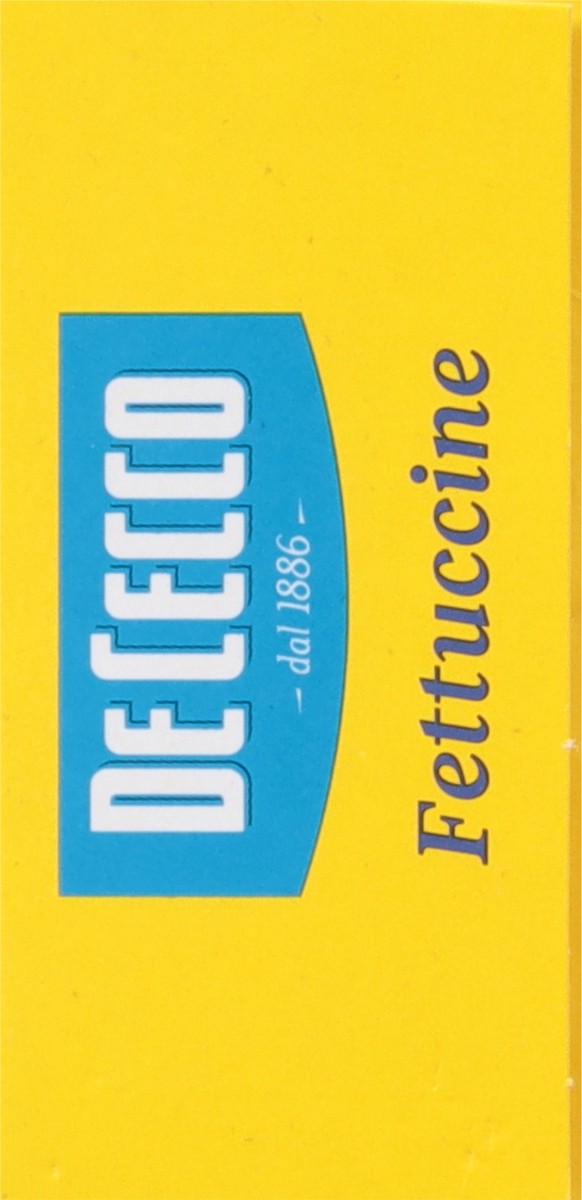 DE CECCO
– dal 1886 –
Fettuccine